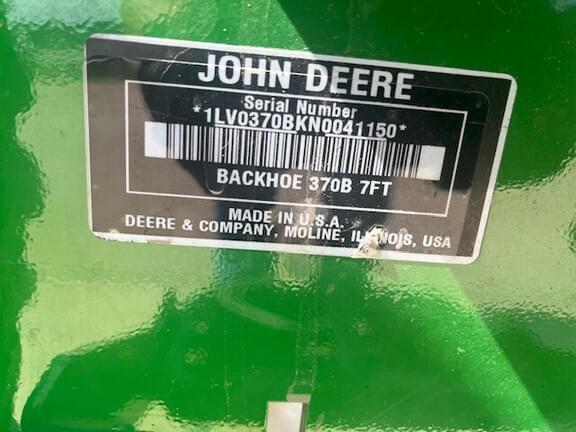 JOHN DEERE
Serial Number
*1LV0370BKN0041150*
BACKHOE 370B 7FT
MADE IN U.S.A.
DEERE & COMPANY, MOLINE, ILLINOIS, USA